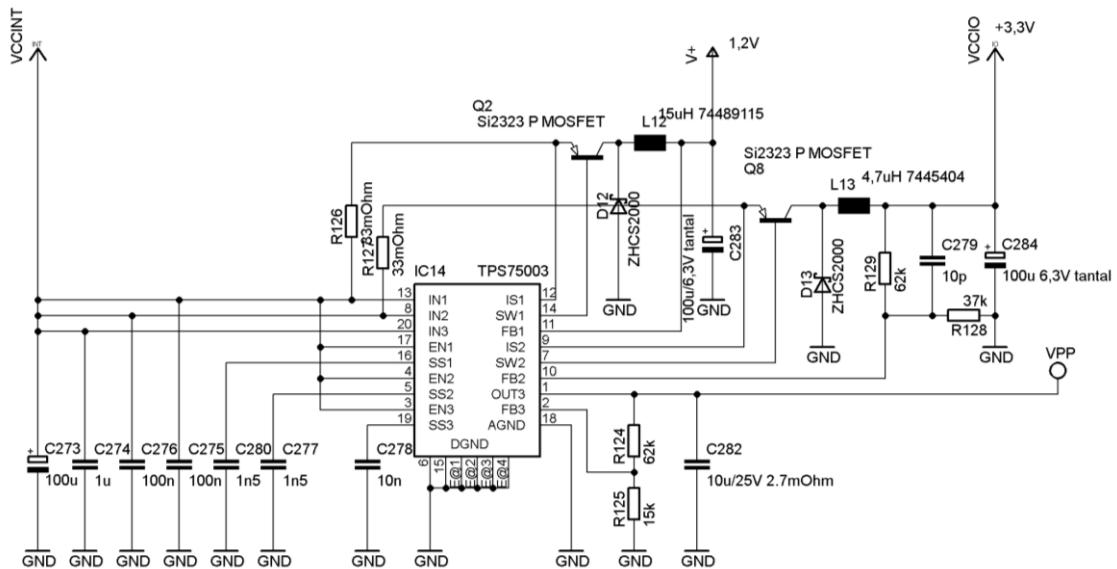 VCCINT
INT
V+
1,2V
VCCIO
IO
+3,3V
Q2
Si2323 P MOSFET
L12
15uH 74489115
Si2323 P MOSFET
Q8
L13
4,7uH 7445404
R126
33mOhm
R127
33mOhm
D12
ZHCS2000
GND
100u/6,3V tantal
C283
GND
D13
ZHCS2000
GND
R129
62k
C279
10p
C284
100u 6,3V tantal
37k
R128
GND
VPP
IC14
TPS75003
13
IN1
IS1
12
8
IN2
SW1
14
20
IN3
FB1
11
17
EN1
IS2
9
16
SS1
SW2
7
4
EN2
FB2
10
5
SS2
OUT3
1
3
EN3
FB3
2
19
SS3
AGND
18
DGND
6
15
E@1
E@2
E@3
E@4
C273
100u
C274
1u
C276
100n
C275
100n
C280
1n5
C277
1n5
C278
10n
R124
62k
R125
15k
C282
10u/25V 2.7mOhm
GND
GND
GND
GND
GND
GND
GND
GND
GND
GND
GND